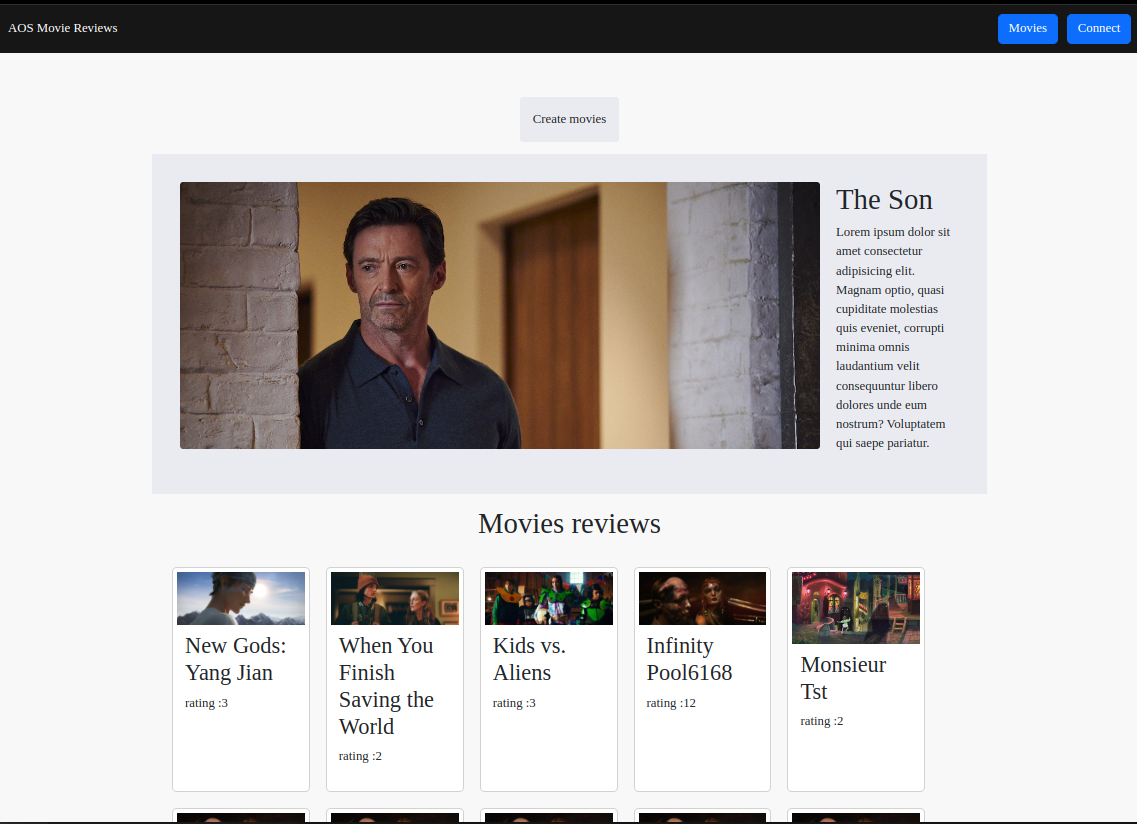 AOS Movie Reviews
Movies
Connect
Create movies
The Son
Lorem ipsum dolor sit
amet consectetur
adipisicing elit.
Magnam optio, quasi
cupiditate molestias
quis eveniet, corrupti
minima omnis
laudantium velit
consequuntur libero
dolores unde eum
nostrum? Voluptatem
qui saepe pariatur.
Movies reviews
New Gods:
Yang Jian
rating :3
When You
Finish
Saving the
World
rating :2
Kids vs.
Aliens
rating :3
Infinity
Pool6168
rating :12
Monsieur
Tst
rating :2